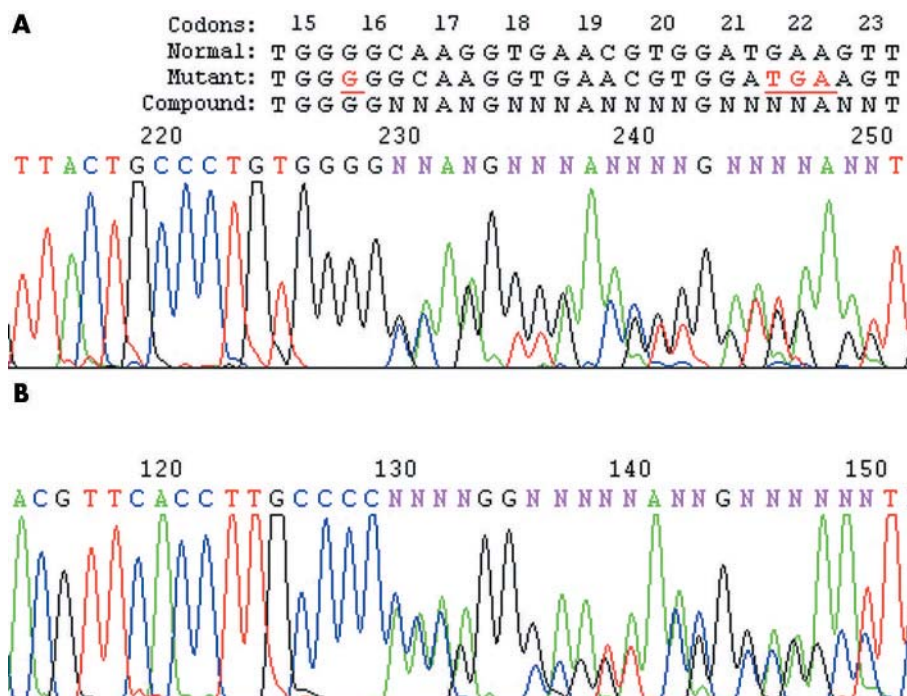 A
Codons: 15 16 17 18 19 20 21 22 23
Normal: T G G G G C A A G G T G A A C G T G G A T G A A G T T
Mutant: T G G G G G C A A G G T G A A C G T G G A T G A A G T
Compound: T G G G G N N A N G N N N A N N N N G N N N N A N N T
220 230 240 250
T T A C T G C C C T G T G G G G N N A N G N N N A N N N N G N N N N A N N T
B
120 130 140 150
A C G T T C A C C T T G C C C C N N N N G G N N N N N A N N G N N N N N N T